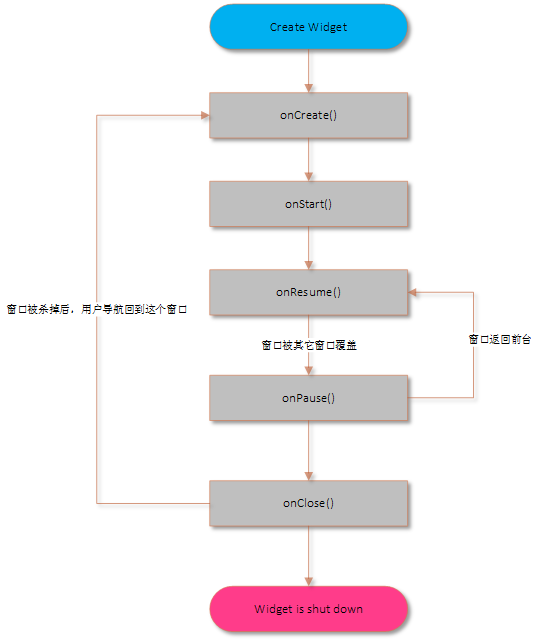 Create Widget
onCreate()
onStart()
onResume()
窗口被杀掉后，用户导航回到这个窗口
窗口返回前台
窗口被其它窗口覆盖
onPause()
onClose()
Widget is shut down